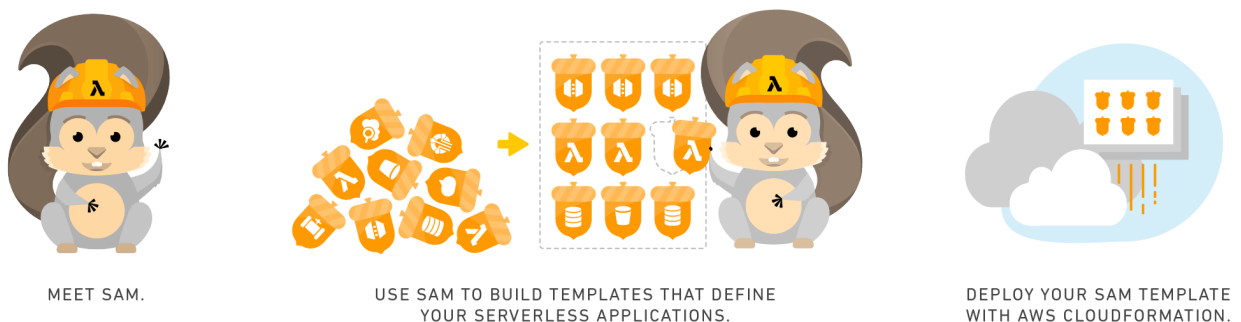 MEET SAM.
USE SAM TO BUILD TEMPLATES THAT DEFINE
YOUR SERVERLESS APPLICATIONS.
DEPLOY YOUR SAM TEMPLATE
WITH AWS CLOUDFORMATION.